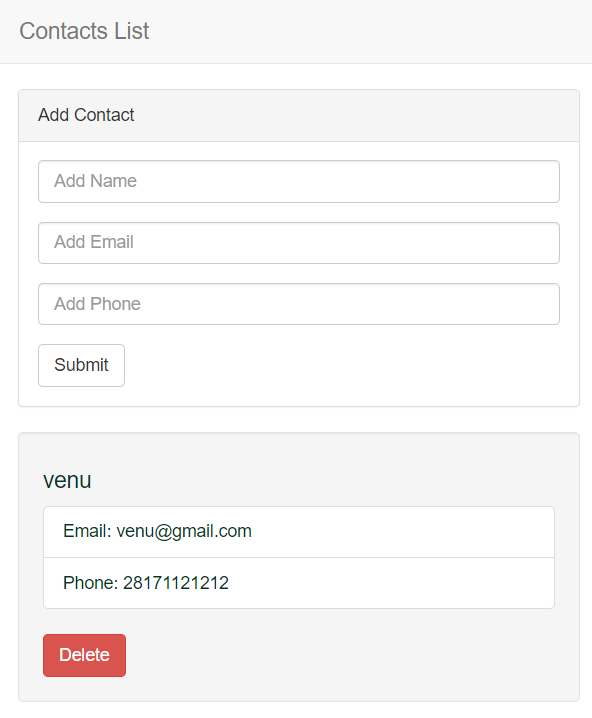 Contacts List
Add Contact
Add Name
Add Email
Add Phone
Submit
venu
Email: venu@gmail.com
Phone: 28171121212
Delete